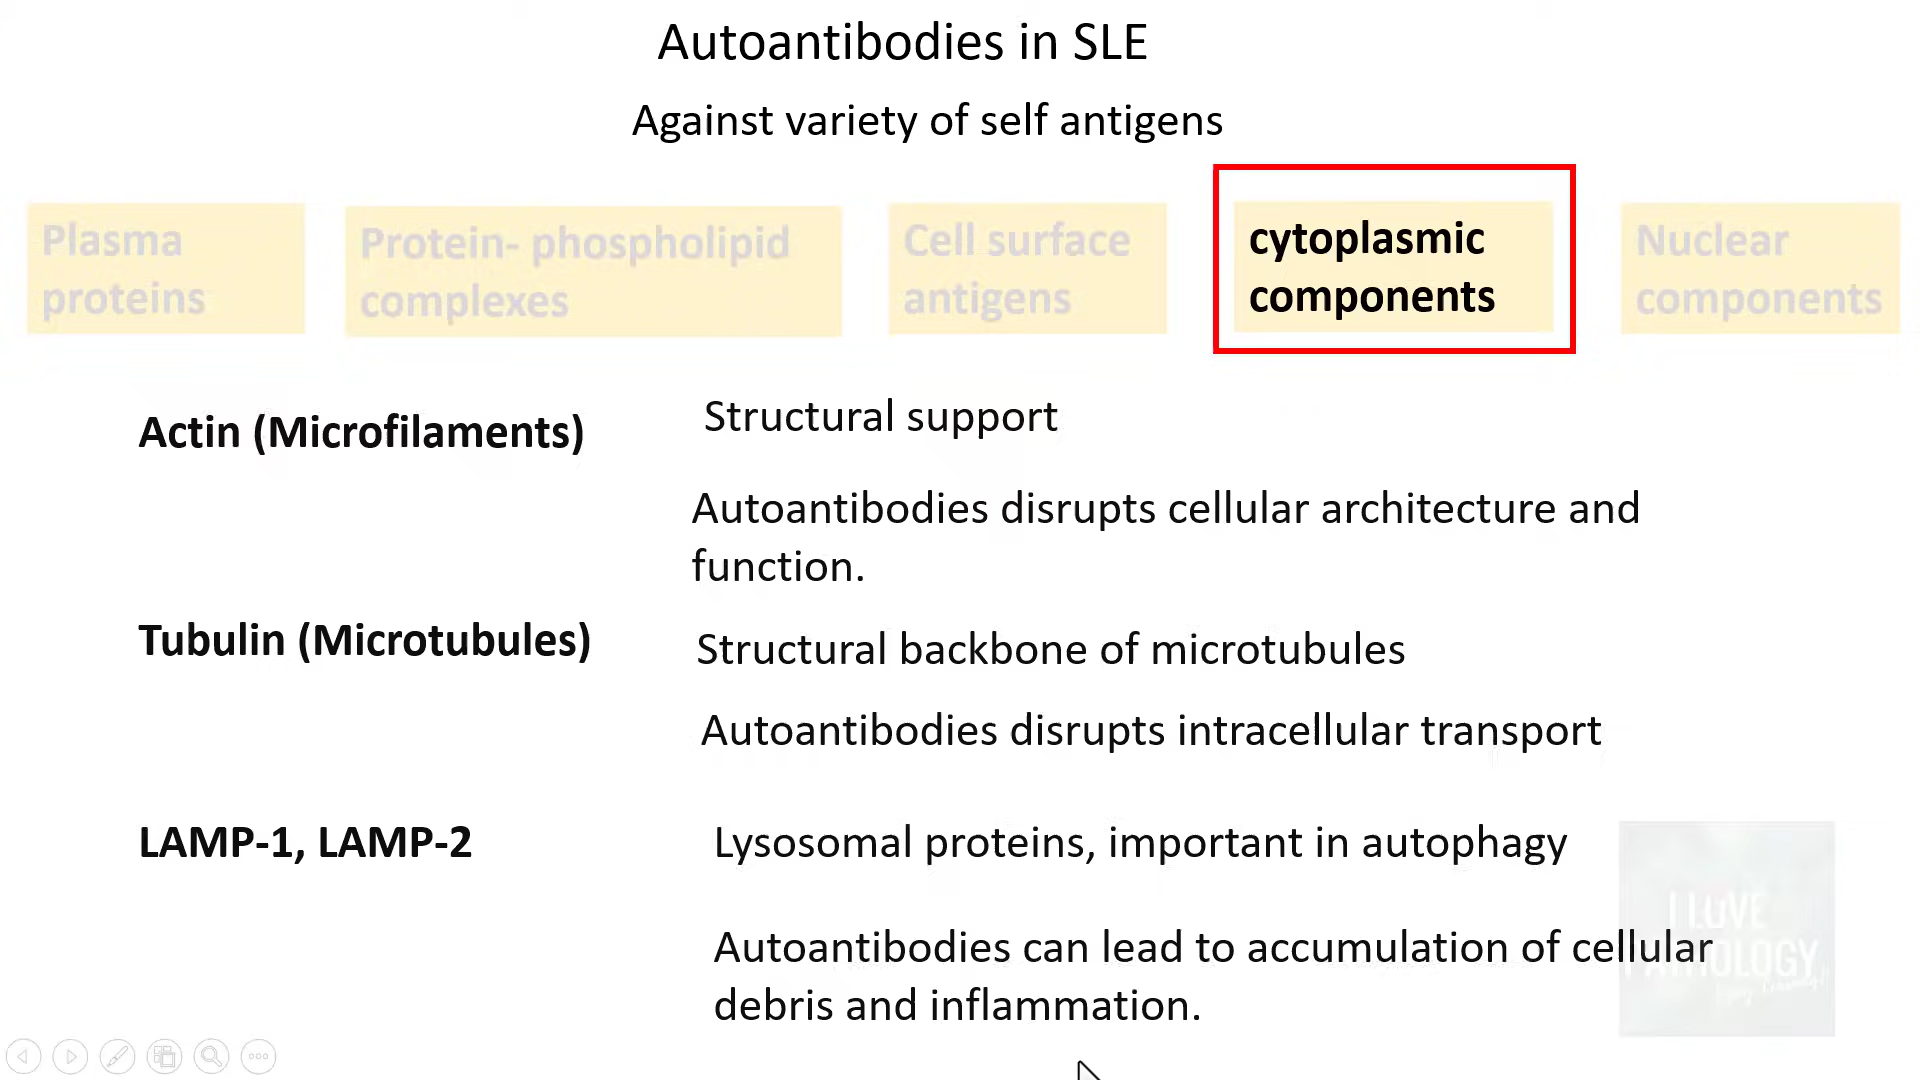 Autoantibodies in SLE
Against variety of self antigens
Plasma
proteins
Protein- phospholipid
complexes
Cell surface
antigens
cytoplasmic
components
Nuclear
components
Actin (Microfilaments)
Structural support
Autoantibodies disrupts cellular architecture and
function.
Tubulin (Microtubules)
Structural backbone of microtubules
Autoantibodies disrupts intracellular transport
LAMP-1, LAMP-2
Lysosomal proteins, important in autophagy
Autoantibodies can lead to accumulation of cellular
debris and inflammation.
I LOVE
PATHOLOGY